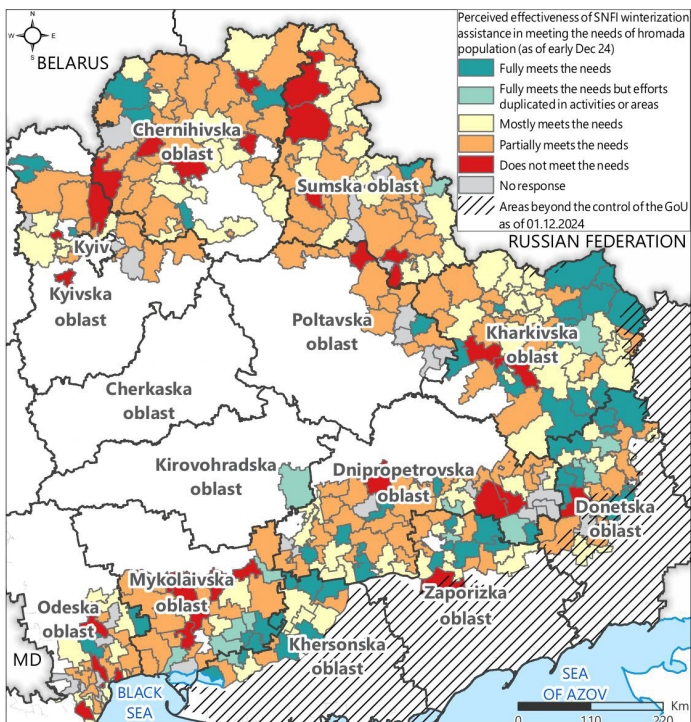 Perceived effectiveness of SNFI winterization
assistance in meeting the needs of hromada
population (as of early Dec 24)
Fully meets the needs
Fully meets the needs but efforts
duplicated in activities or areas
Mostly meets the needs
Partially meets the needs
Does not meet the needs
No response
Areas beyond the control of the GoU
as of 01.12.2024
N
W E
S
BELARUS
Chernihivska
oblast
Sumska oblast
RUSSIAN FEDERATION
Kyiv
Kyivska
oblast
Poltavska
oblast
Kharkivska
oblast
Cherkaska
oblast
Kirovohradska
oblast
Dnipropetrovska
oblast
Donetska
oblast
Mykolaivska
oblast
Zaporizka
oblast
Odeska
oblast
Khersonska
oblast
MD
BLACK
SEA
SEA
OF AZOV
Km
0 110 220